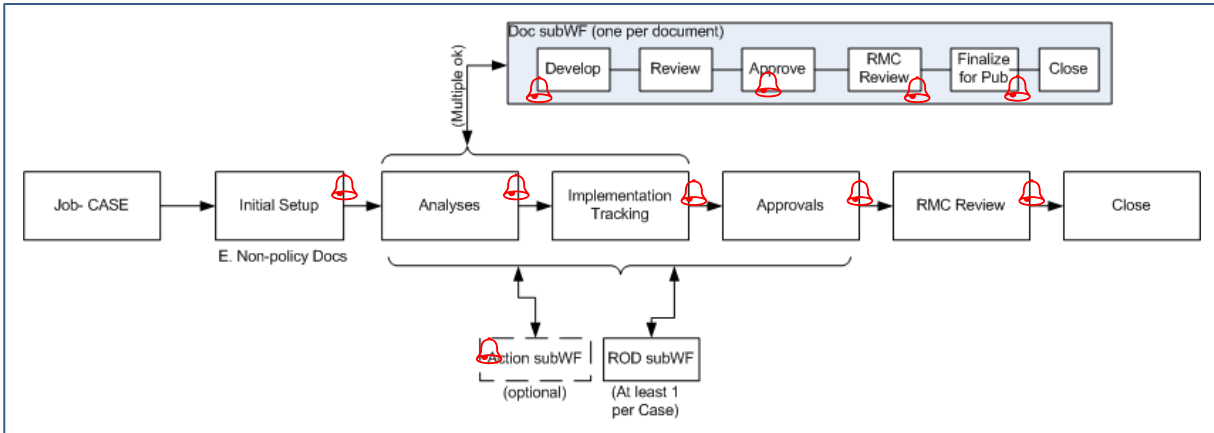 Doc subWF (one per document)
Develop
Review
Approve
RMC
Review
Finalize
for Pub
Close
(Multiple ok)
Job- CASE
Initial Setup
Analyses
Implementation
Tracking
Approvals
RMC Review
Close
E. Non-policy Docs
Action subWF
(optional)
ROD subWF
(At least 1
per Case)